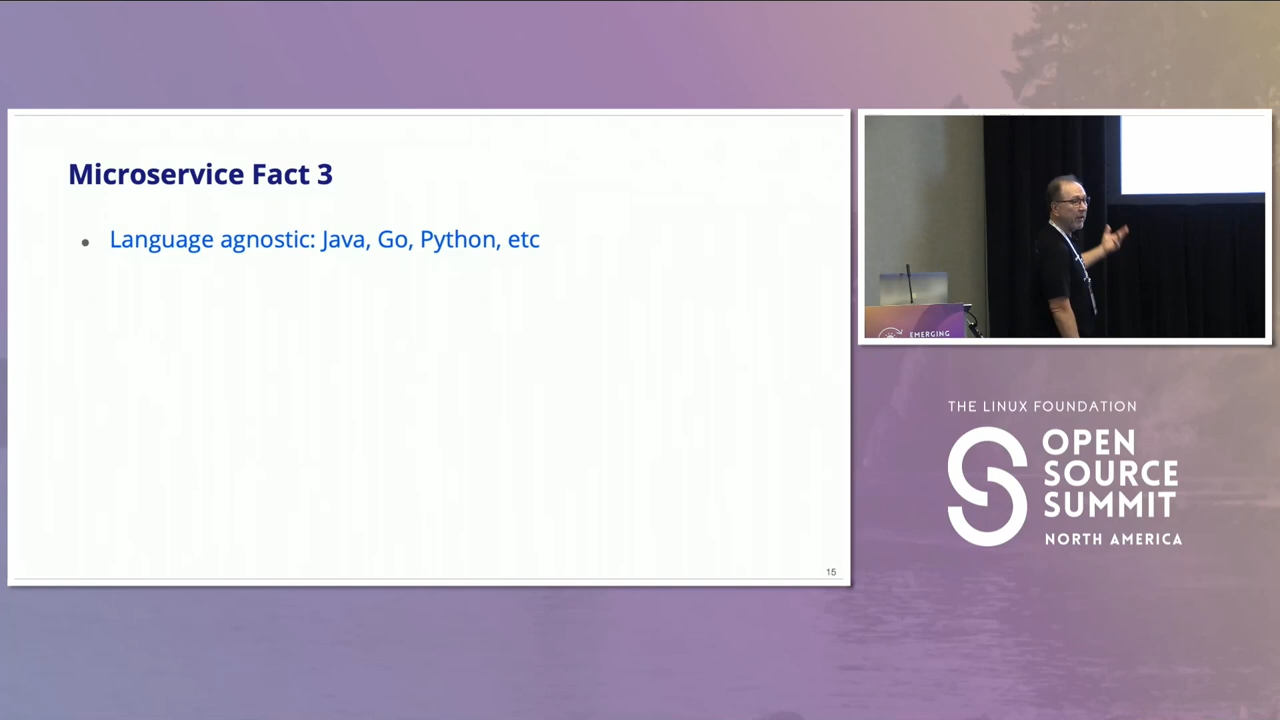 Microservice Fact 3
• Language agnostic: Java, Go, Python, etc
15
EMERGING
THE LINUX FOUNDATION
OPEN
SOURCE
SUMMIT
NORTH AMERICA